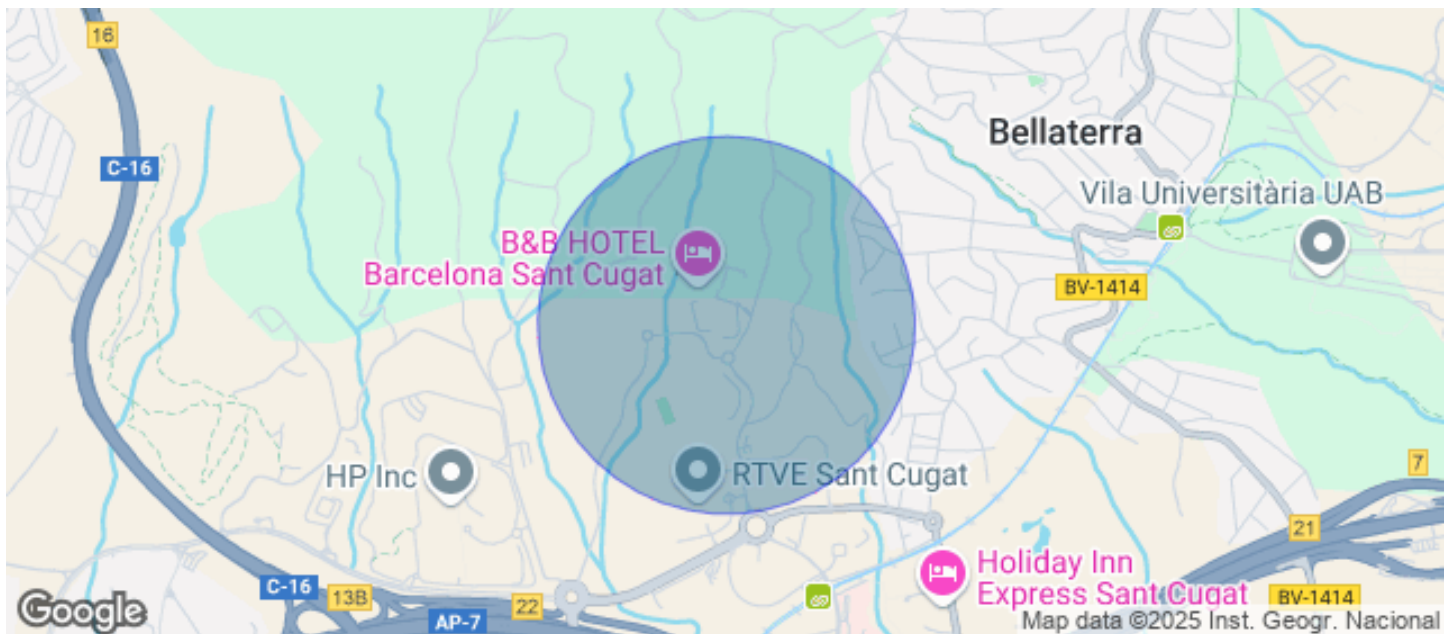 16
C-16
Bellaterra
Vila Universitària UAB
B&B HOTEL
Barcelona Sant Cugat
BV-1414
HP Inc
RTVE Sant Cugat
7
21
Holiday Inn
Express Sant Cugat
C-16
13B
22
AP-7
BV-1414
Google
Map data ©2025 Inst. Geogr. Nacional